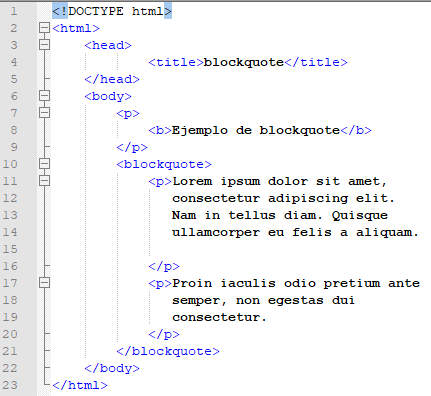 1 <!DOCTYPE html>
2 <html>
3 <head>
4 <title>blockquote</title>
5 </head>
6 <body>
7 <p>
8 <b>Ejemplo de blockquote</b>
9 </p>
10 <blockquote>
11 <p>Lorem ipsum dolor sit amet,
12 consectetur adipiscing elit.
13 Nam in tellus diam. Quisque
14 ullamcorper eu felis a aliquam.
15
16 </p>
17 <p>Proin iaculis odio pretium ante
18 semper, non egestas dui
19 consectetur.
20 </p>
21 </blockquote>
22 </body>
23 </html>